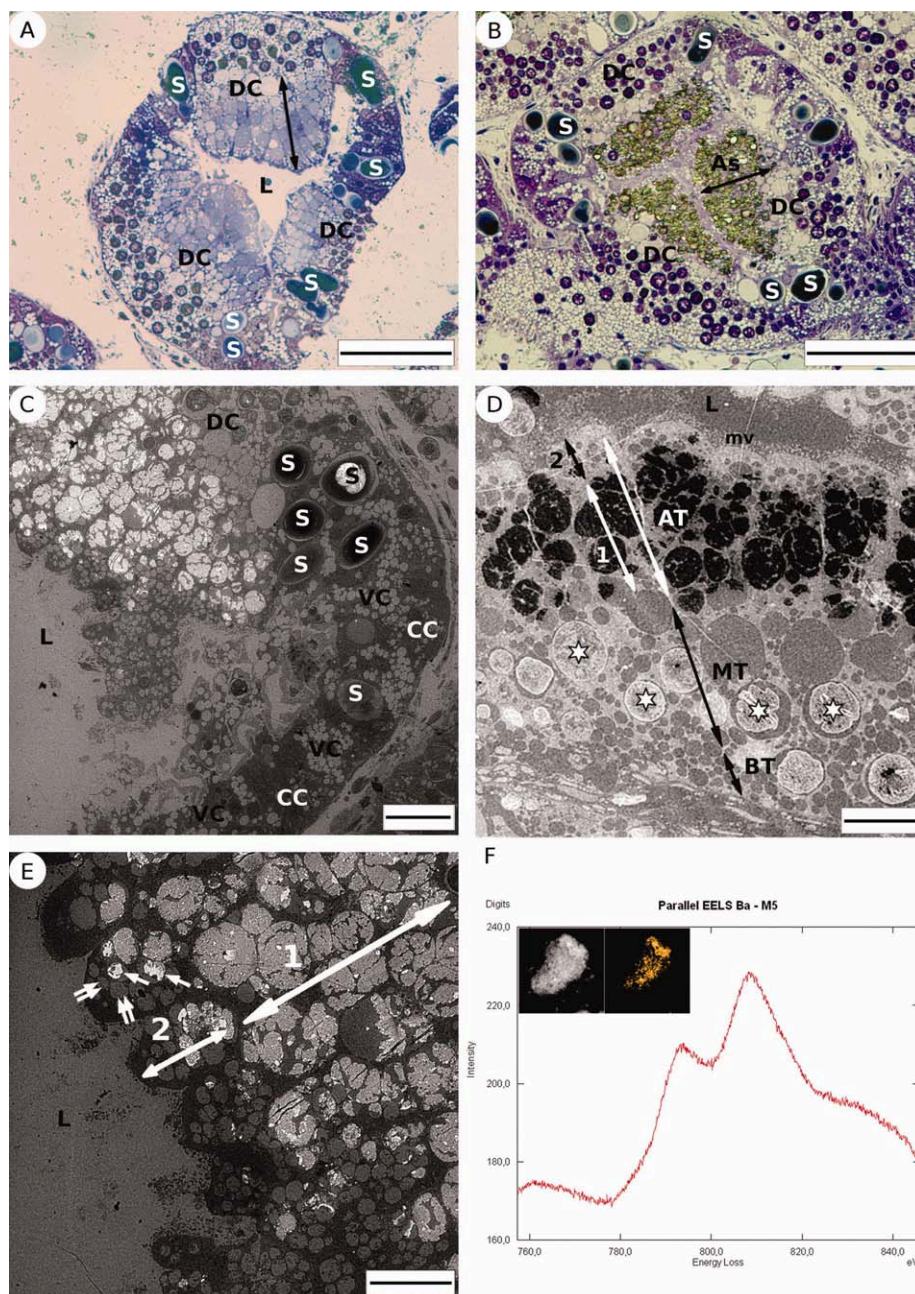 A
S
S
DC
L
S
DC
DC
S
S
S
B
S
DC
S
As
DC
DC
S
S
C
DC
S
S
S
S
S
VC
L
CC
S
VC
CC
VC
D
L
mv
2
AT
1
MT
BT
E
1
2
L
F
Digits
Parallel EELS Ba - M5
240,0
220,0
Intensity
200,0
180,0
160,0
760,0 780,0 800,0 820,0 840,0
Energy Loss eV